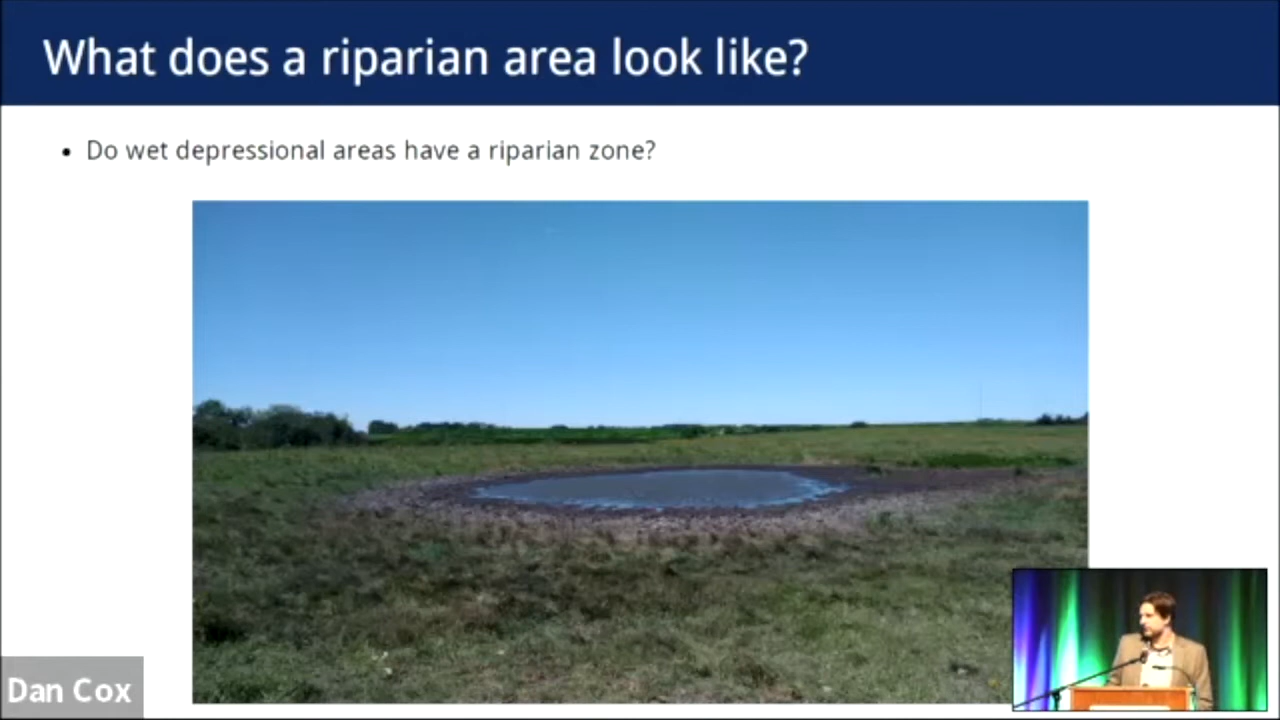 What does a riparian area look like?
• Do wet depressional areas have a riparian zone?
Dan Cox